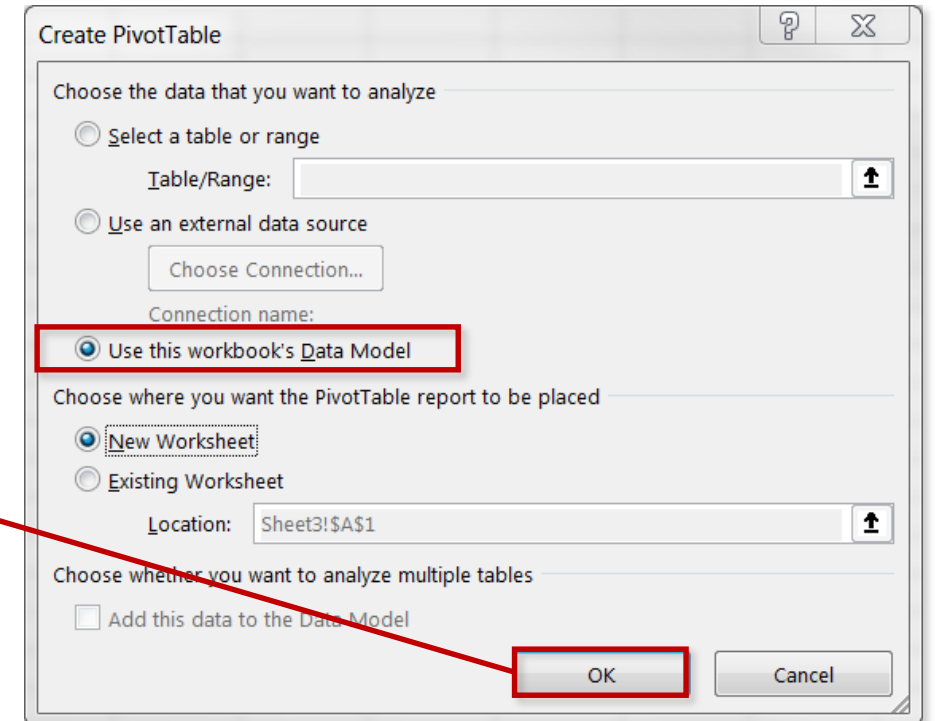 Create PivotTable
?
Choose the data that you want to analyze
Select a table or range
Table/Range:
Use an external data source
Choose Connection...
Connection name:
Use this workbook's Data Model
Choose where you want the PivotTable report to be placed
New Worksheet
Existing Worksheet
Location: Sheet3!$A$1
Choose whether you want to analyze multiple tables
Add this data to the Data Model
OK Cancel